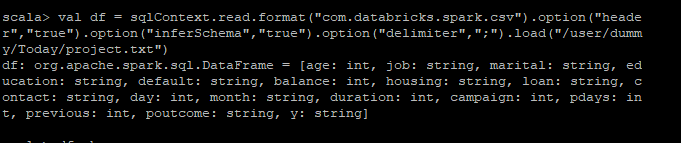 scala> val df = sqlContext.read.format("com.databricks.spark.csv").option("heade
r","true").option("inferSchema","true").option("delimiter",";").load("/user/dumm
y/Today/project.txt")
df: org.apache.spark.sql.DataFrame = [age: int, job: string, marital: string, ed
ucation: string, default: string, balance: int, housing: string, loan: string, c
ontact: string, day: int, month: string, duration: int, campaign: int, pdays: in
t, previous: int, poutcome: string, y: string]